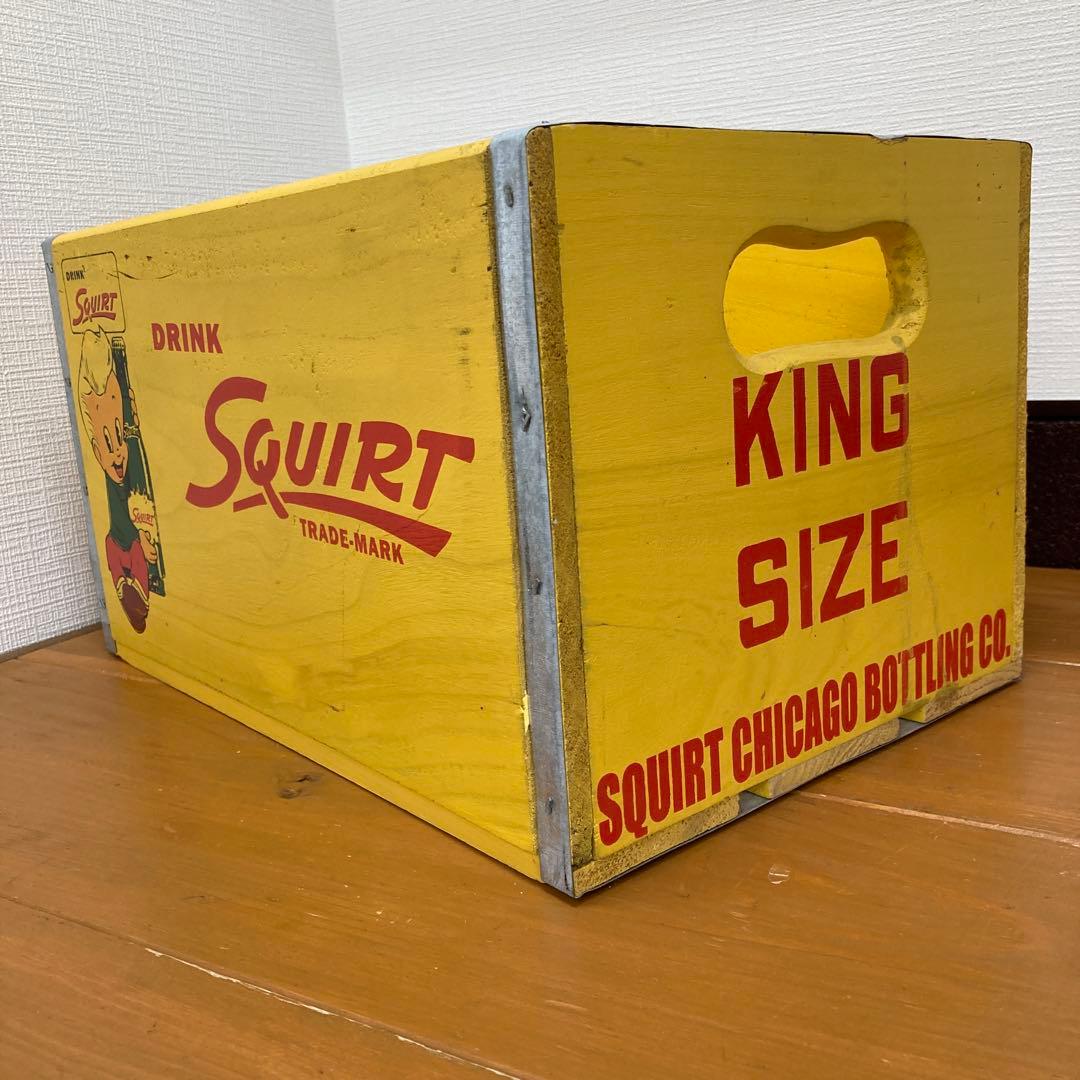 DRINK
SQUIRT
SQUIRT
DRINK
SQUIRT
TRADE-MARK
KING
SIZE
SQUIRT CHICAGO BOTTLING CO.